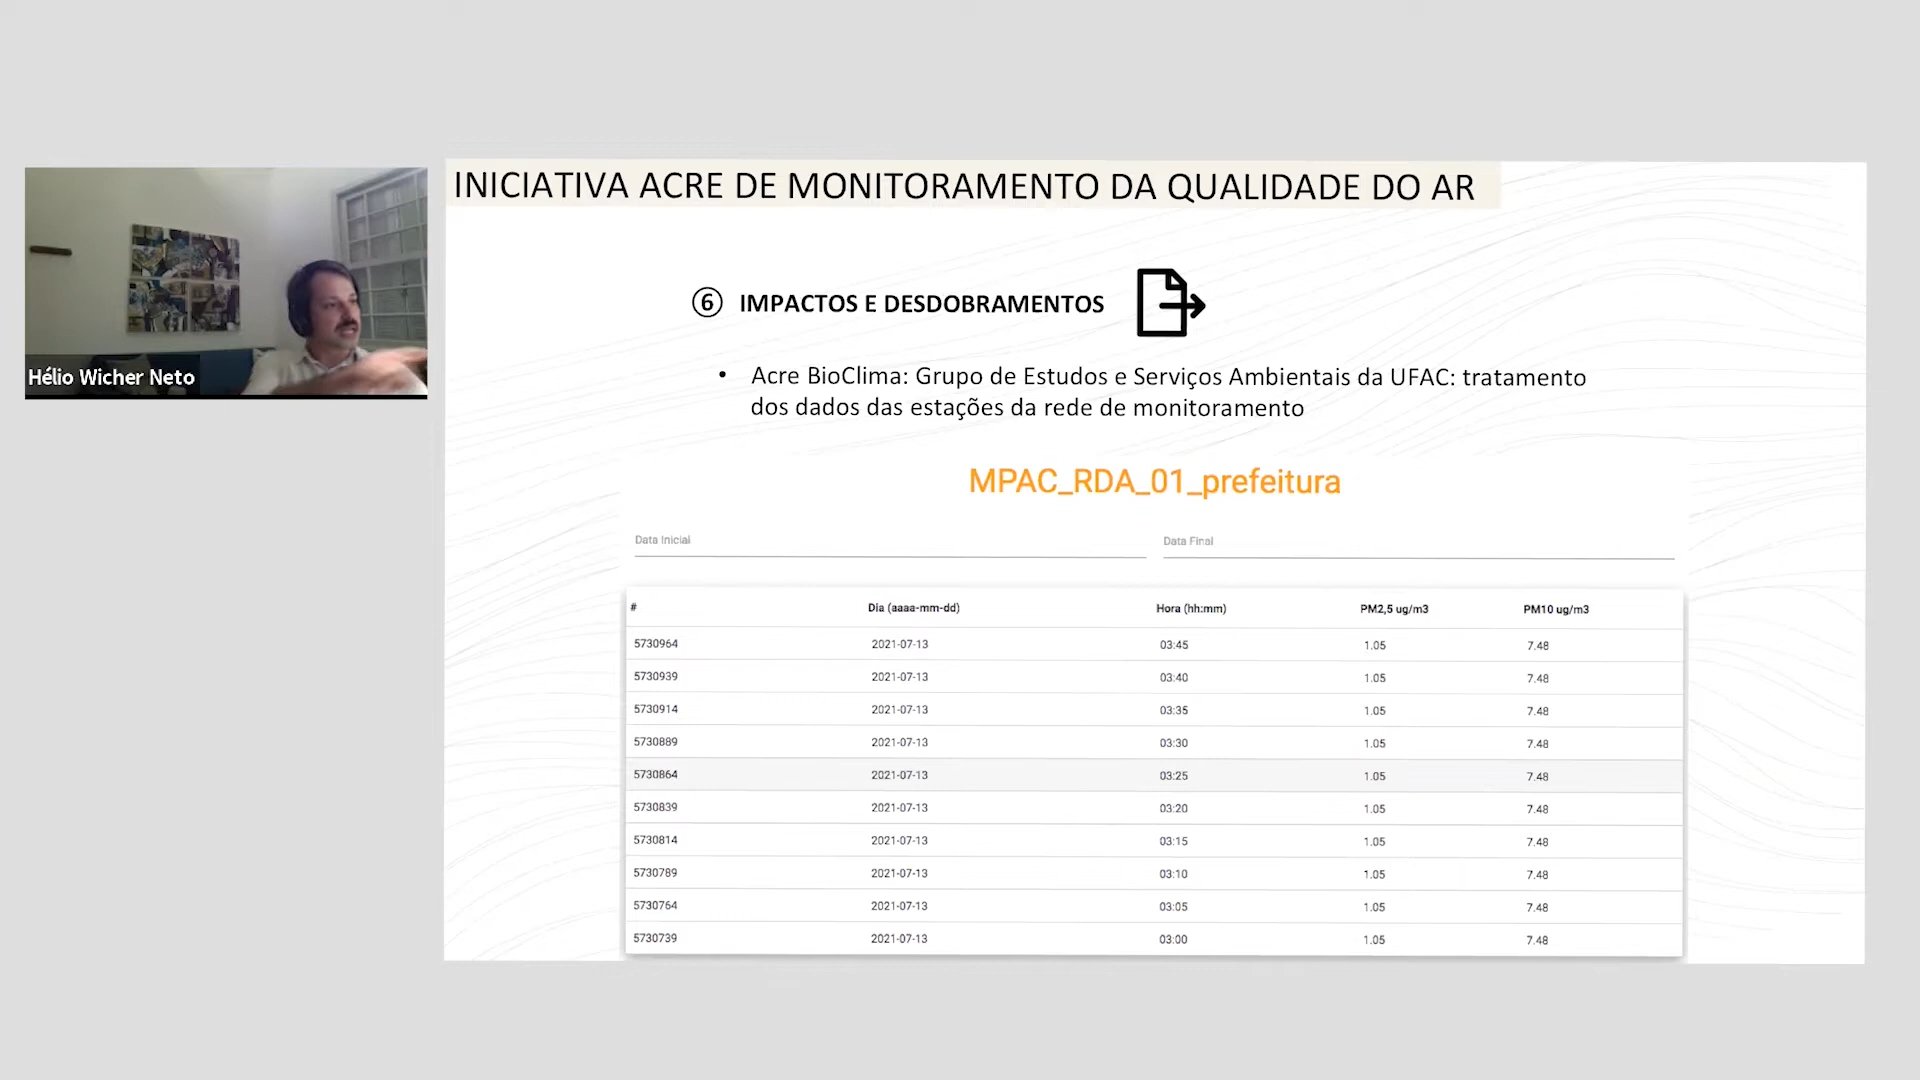 INICIATIVA ACRE DE MONITORAMENTO DA QUALIDADE DO AR
Hélio Wicher Neto
6 IMPACTOS E DESDOBRAMENTOS
• Acre BioClima: Grupo de Estudos e Serviços Ambientais da UFAC: tratamento
dos dados das estações da rede de monitoramento
MPAC_RDA_01_prefeitura
Data Inicial Data Final
# Dia (aaaa-mm-dd) Hora (hh:mm) PM2,5 ug/m3 PM10 ug/m3
5730964 2021-07-13 03:45 1.05 7.48
5730939 2021-07-13 03:40 1.05 7.48
5730914 2021-07-13 03:35 1.05 7.48
5730889 2021-07-13 03:30 1.05 7.48
5730864 2021-07-13 03:25 1.05 7.48
5730839 2021-07-13 03:20 1.05 7.48
5730814 2021-07-13 03:15 1.05 7.48
5730789 2021-07-13 03:10 1.05 7.48
5730764 2021-07-13 03:05 1.05 7.48
5730739 2021-07-13 03:00 1.05 7.48